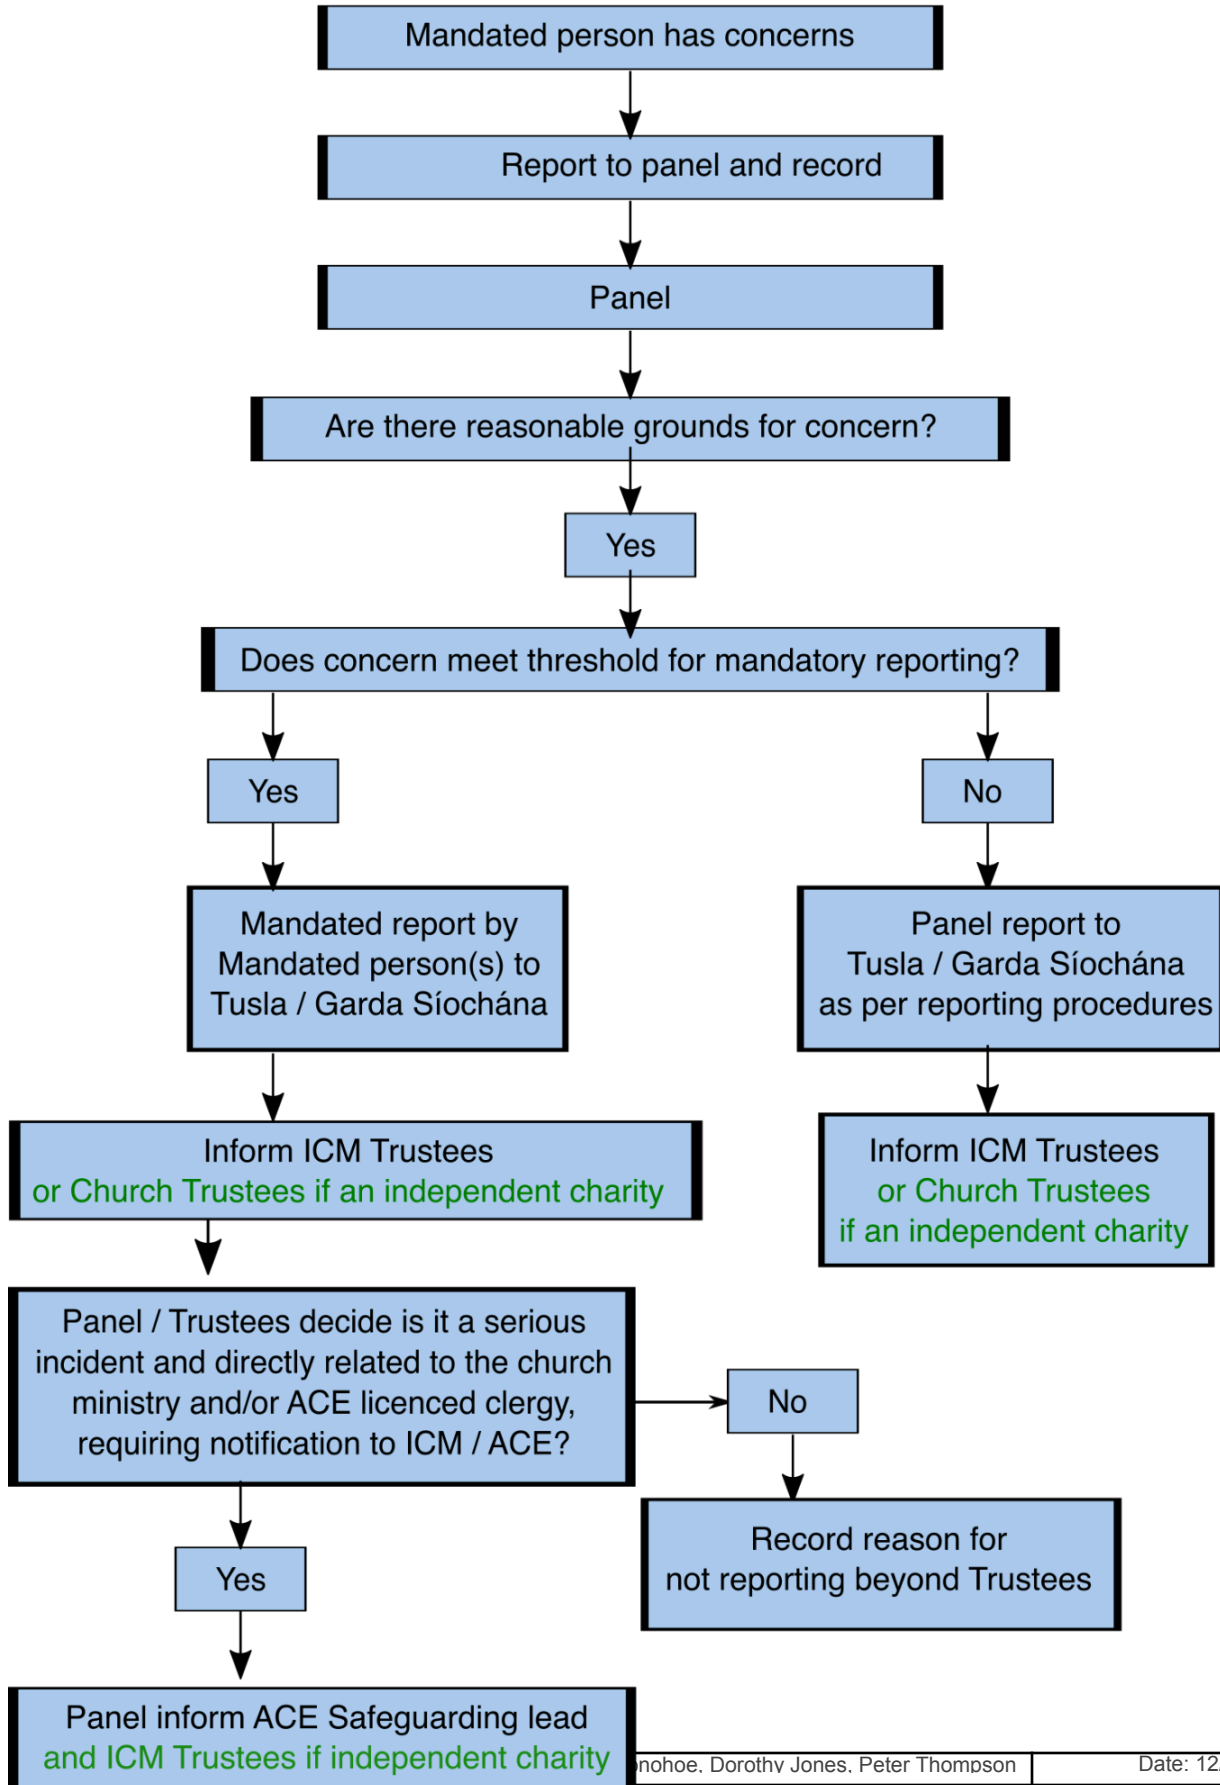 Mandated person has concerns
Report to panel and record
Panel
Are there reasonable grounds for concern?
Yes
Does concern meet threshold for mandatory reporting?
Yes
No
Mandated report by
Mandated person(s) to
Tusla / Garda Síochána
Panel report to
Tusla / Garda Síochána
as per reporting procedures
Inform ICM Trustees
or Church Trustees if an independent charity
Inform ICM Trustees
or Church Trustees
if an independent charity
Panel / Trustees decide is it a serious
incident and directly related to the church
ministry and/or ACE licenced clergy,
requiring notification to ICM / ACE?
No
Record reason for
not reporting beyond Trustees
Yes
Panel inform ACE Safeguarding lead
and ICM Trustees if independent charity
Dorothy Jones, Peter Thompson
Date: 12